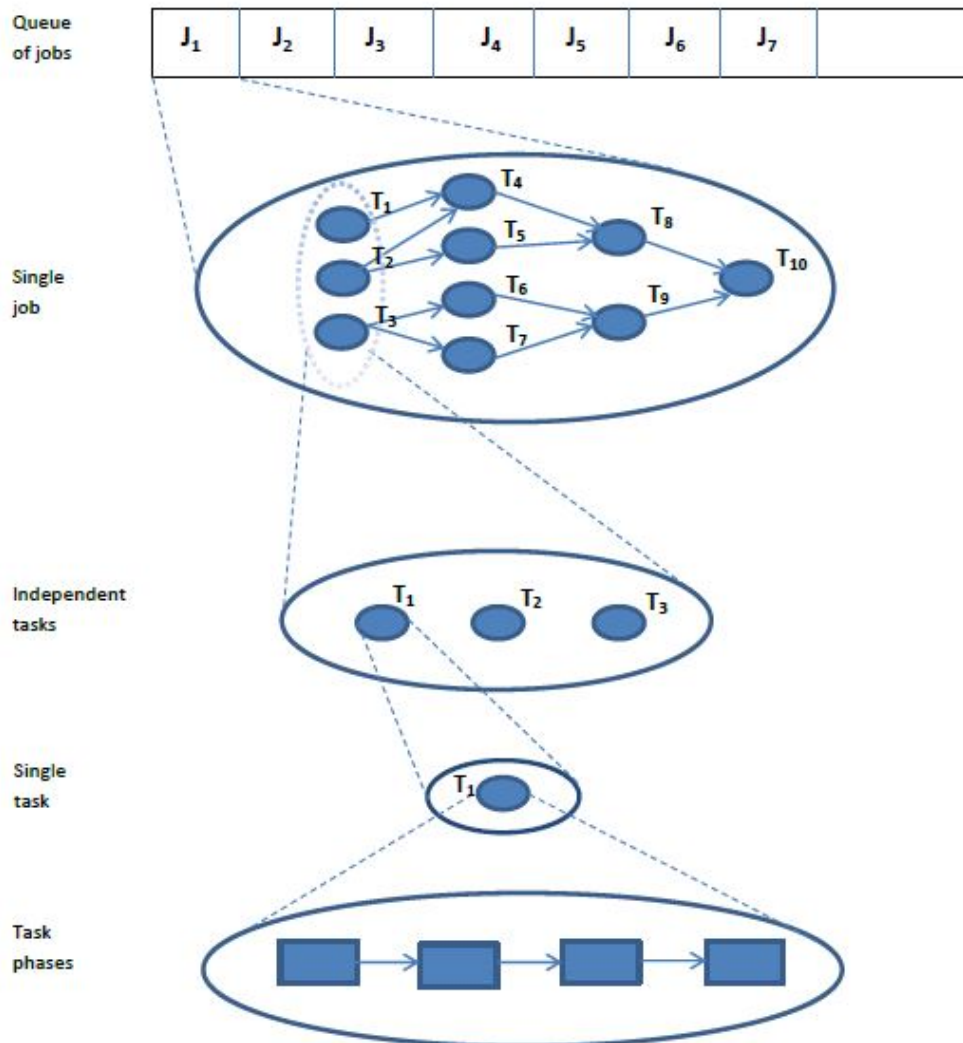 Queue
of jobs
J₁ J₂ J₃ J₄ J₅ J₆ J₇
Single
job
T₁ T₄
T₂ T₅ T₈
T₃ T₆ T₉ T₁₀
T₇
Independent
tasks
T₁ T₂ T₃
Single
task
T₁
Task
phases